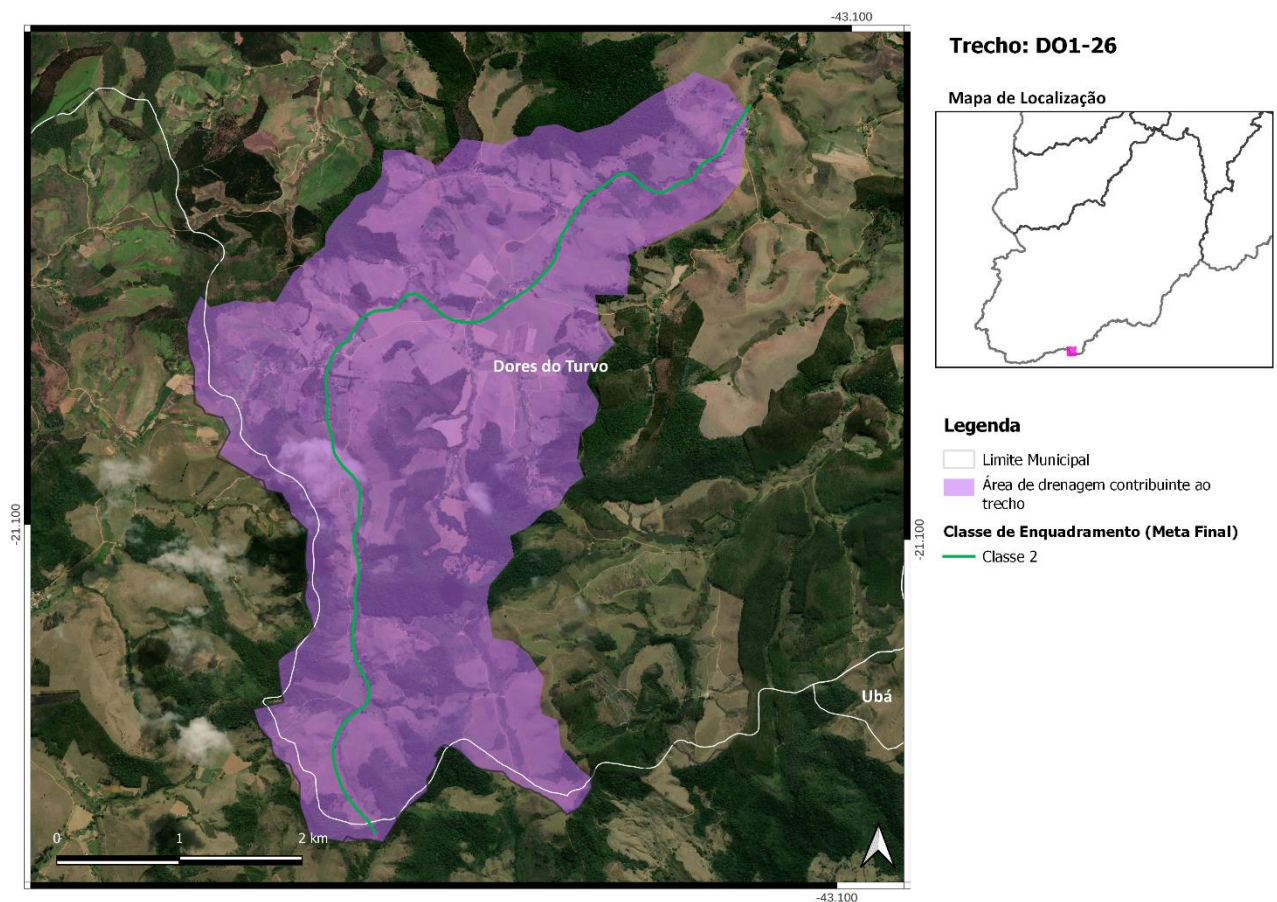 -43.100
Trecho: DO1-26
Mapa de Localização
Dores do Turvo
Legenda
Limite Municipal
Área de drenagem contribuinte ao
trecho
-21.100
-21.100
Classe de Enquadramento (Meta Final)
Classe 2
Ubá
0 1 2 km
-43.100